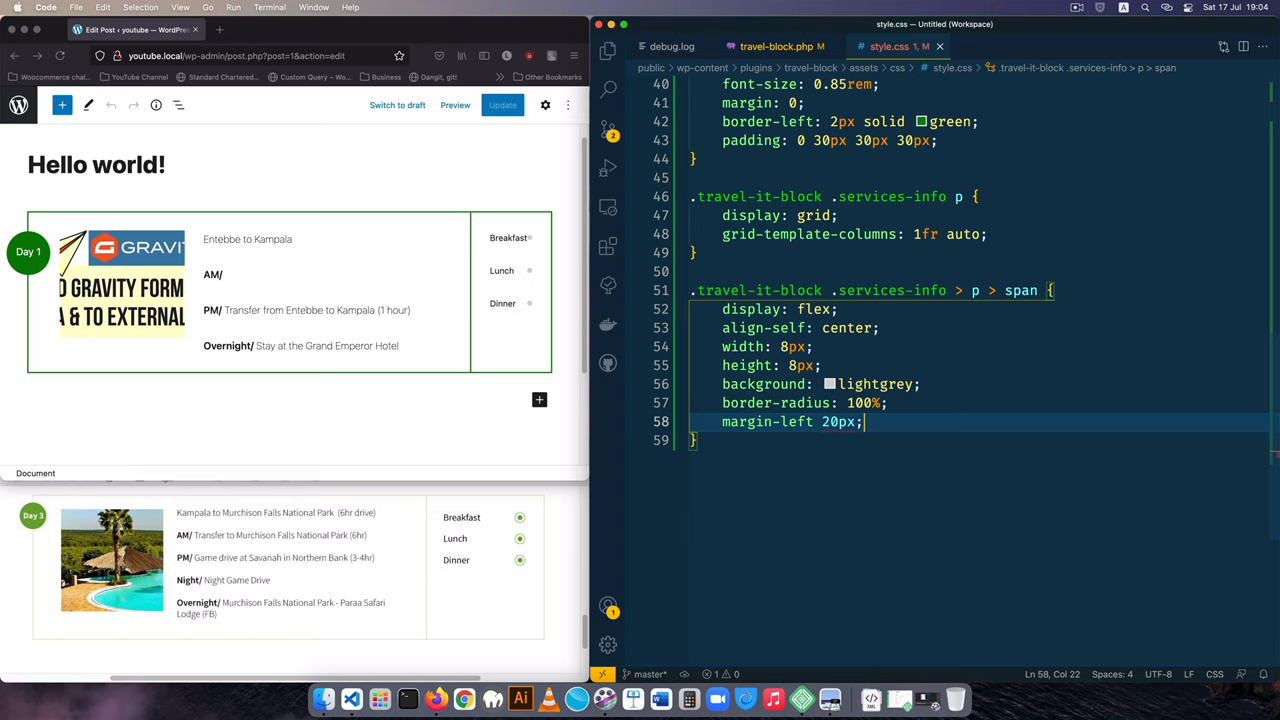 Code File Edit Selection View Go Run Terminal Window Help
A Sat 17 Jul 19:04
Edit Post ‹ youtube — WordPre
youtube.local/wp-admin/post.php?post=1&action=edit
Woocommerce chall
YouTube Channel
Standard Chartered...
Custom Query – Wo...
Business
Dangit, git!
Other Bookmarks
Switch to draft
Preview
Update
Hello world!
Day 1
GRAVIT
O GRAVITY FORM
A & TO EXTERNAL
Entebbe to Kampala
AM/
PM/ Transfer from Entebbe to Kampala (1 hour)
Overnight/ Stay at the Grand Emperor Hotel
Breakfast
Lunch
Dinner
Document
Day 3
Kampala to Murchison Falls National Park (6hr drive)
AM/ Transfer to Murchison Falls National Park (6hr)
PM/ Game drive at Savanah in Northern Bank (3-4hr)
Night/ Night Game Drive
Overnight/ Murchison Falls National Park - Paraa Safari
Lodge (FB)
Breakfast
Lunch
Dinner
style.css — Untitled (Workspace)
debug.log
travel-block.php M
style.css 1, M
public > wp-content > plugins > travel-block > assets > css > style.css > .travel-it-block .services-info > p > span
40 font-size: 0.85rem;
41 margin: 0;
42 border-left: 2px solid green;
43 padding: 0 30px 30px 30px;
44 }
45
46 .travel-it-block .services-info p {
47 display: grid;
48 grid-template-columns: 1fr auto;
49 }
50
51 .travel-it-block .services-info > p > span {
52 display: flex;
53 align-self: center;
54 width: 8px;
55 height: 8px;
56 background: lightgrey;
57 border-radius: 100%;
58 margin-left 20px;
59 }
2
1
master*
1 0
Ln 58, Col 22
Spaces: 4
UTF-8
LF
CSS
Ai
XML